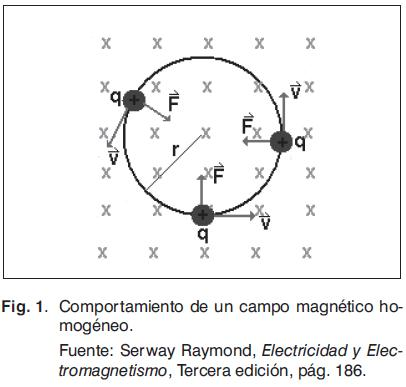 x x x x x
q x x x x v
F F x
x x x x x q
v r
x x x F x x
x x x x
q v
x x x x x
Fig. 1. Comportamiento de un campo magnético ho-
mogéneo.
Fuente: Serway Raymond, Electricidad y Elec-
tromagnetismo, Tercera edición, pág. 186.